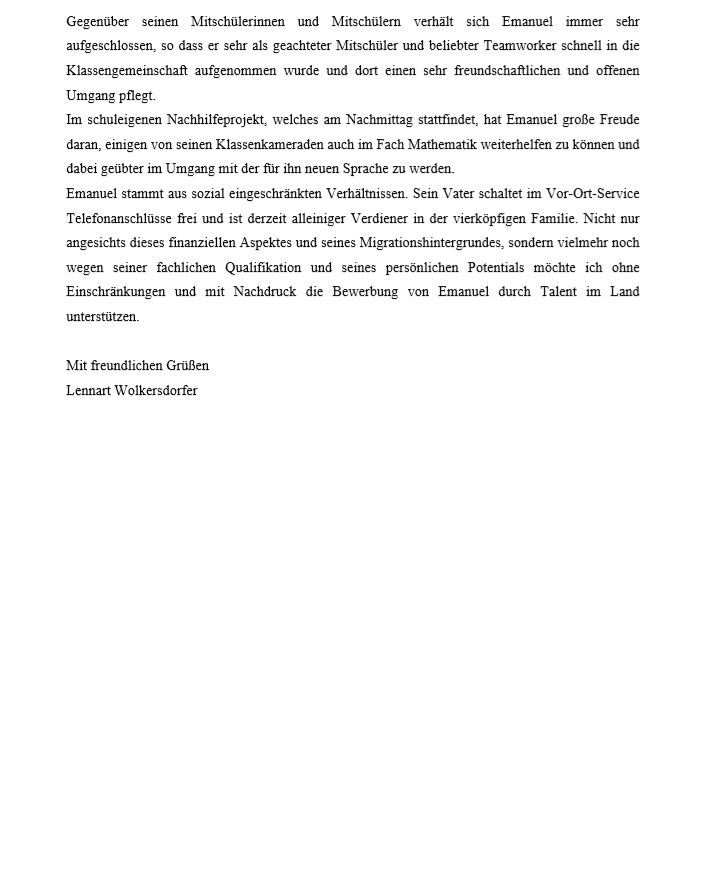 Gegenüber seinen Mitschülerinnen und Mitschülern verhält sich Emanuel immer sehr
aufgeschlossen, so dass er sehr als geachteter Mitschüler und beliebter Teamworker schnell in die
Klassengemeinschaft aufgenommen wurde und dort einen sehr freundschaftlichen und offenen
Umgang pflegt.
Im schuleigenen Nachhilfeprojekt, welches am Nachmittag stattfindet, hat Emanuel große Freude
daran, einigen von seinen Klassenkameraden auch im Fach Mathematik weiterhelfen zu können und
dabei geübter im Umgang mit der für ihn neuen Sprache zu werden.
Emanuel stammt aus sozial eingeschränkten Verhältnissen. Sein Vater schaltet im Vor-Ort-Service
Telefonanschlüsse frei und ist derzeit alleiniger Verdiener in der vierköpfigen Familie. Nicht nur
angesichts dieses finanziellen Aspektes und seines Migrationshintergrundes, sondern vielmehr noch
wegen seiner fachlichen Qualifikation und seines persönlichen Potentials möchte ich ohne
Einschränkungen und mit Nachdruck die Bewerbung von Emanuel durch Talent im Land
unterstützen.
Mit freundlichen Grüßen
Lennart Wolkersdorfer